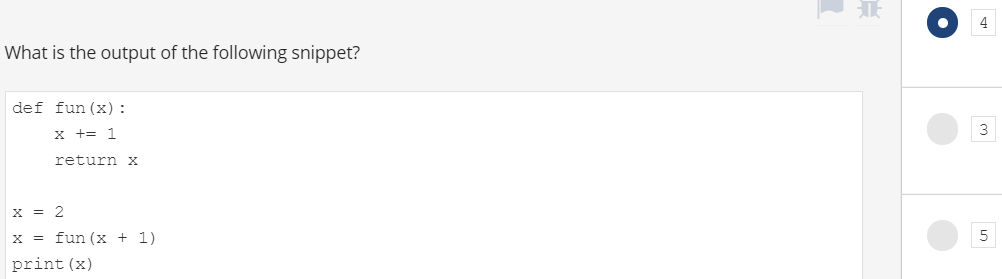 What is the output of the following snippet?
def fun(x):
    x += 1
    return x
x = 2
x = fun(x + 1)
print(x)
4
3
5